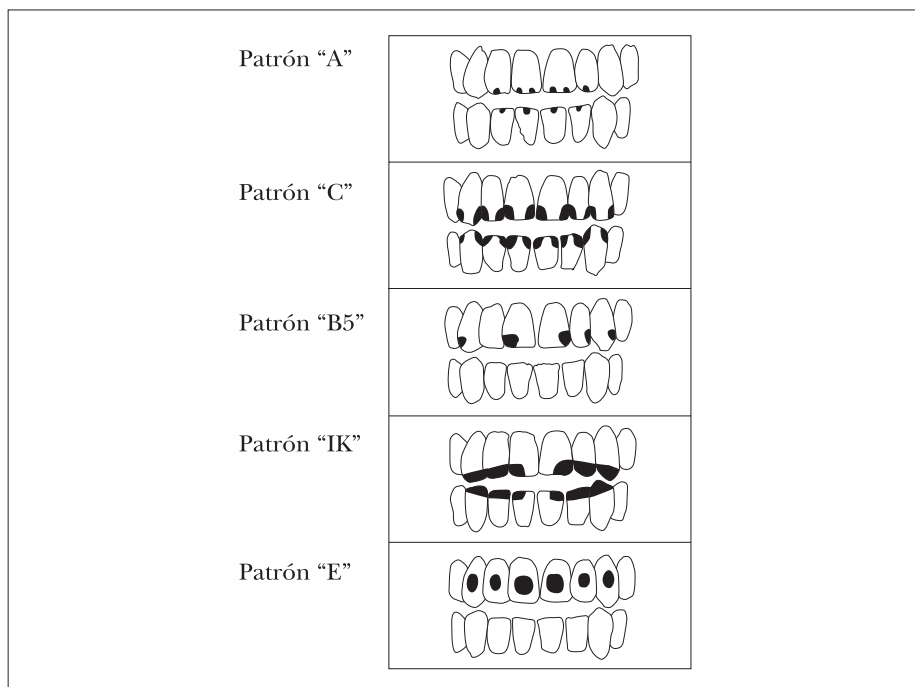 Patrón “A”
Patrón “C”
Patrón “B5”
Patrón “IK”
Patrón “E”